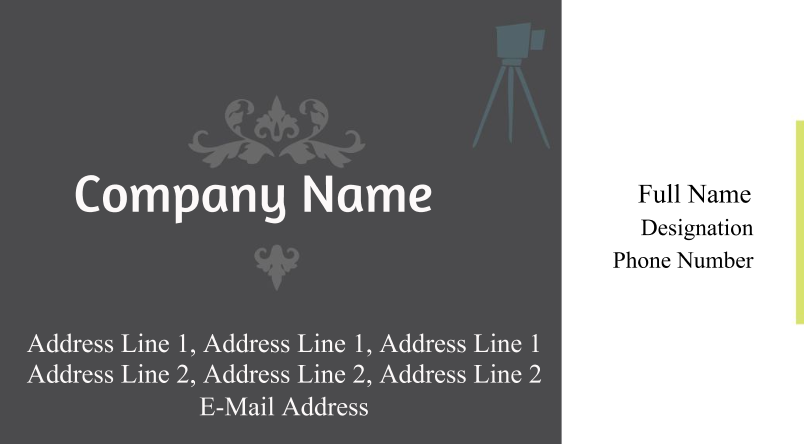 Company Name
Address Line 1, Address Line 1, Address Line 1
Address Line 2, Address Line 2, Address Line 2
E-Mail Address
Full Name
Designation
Phone Number